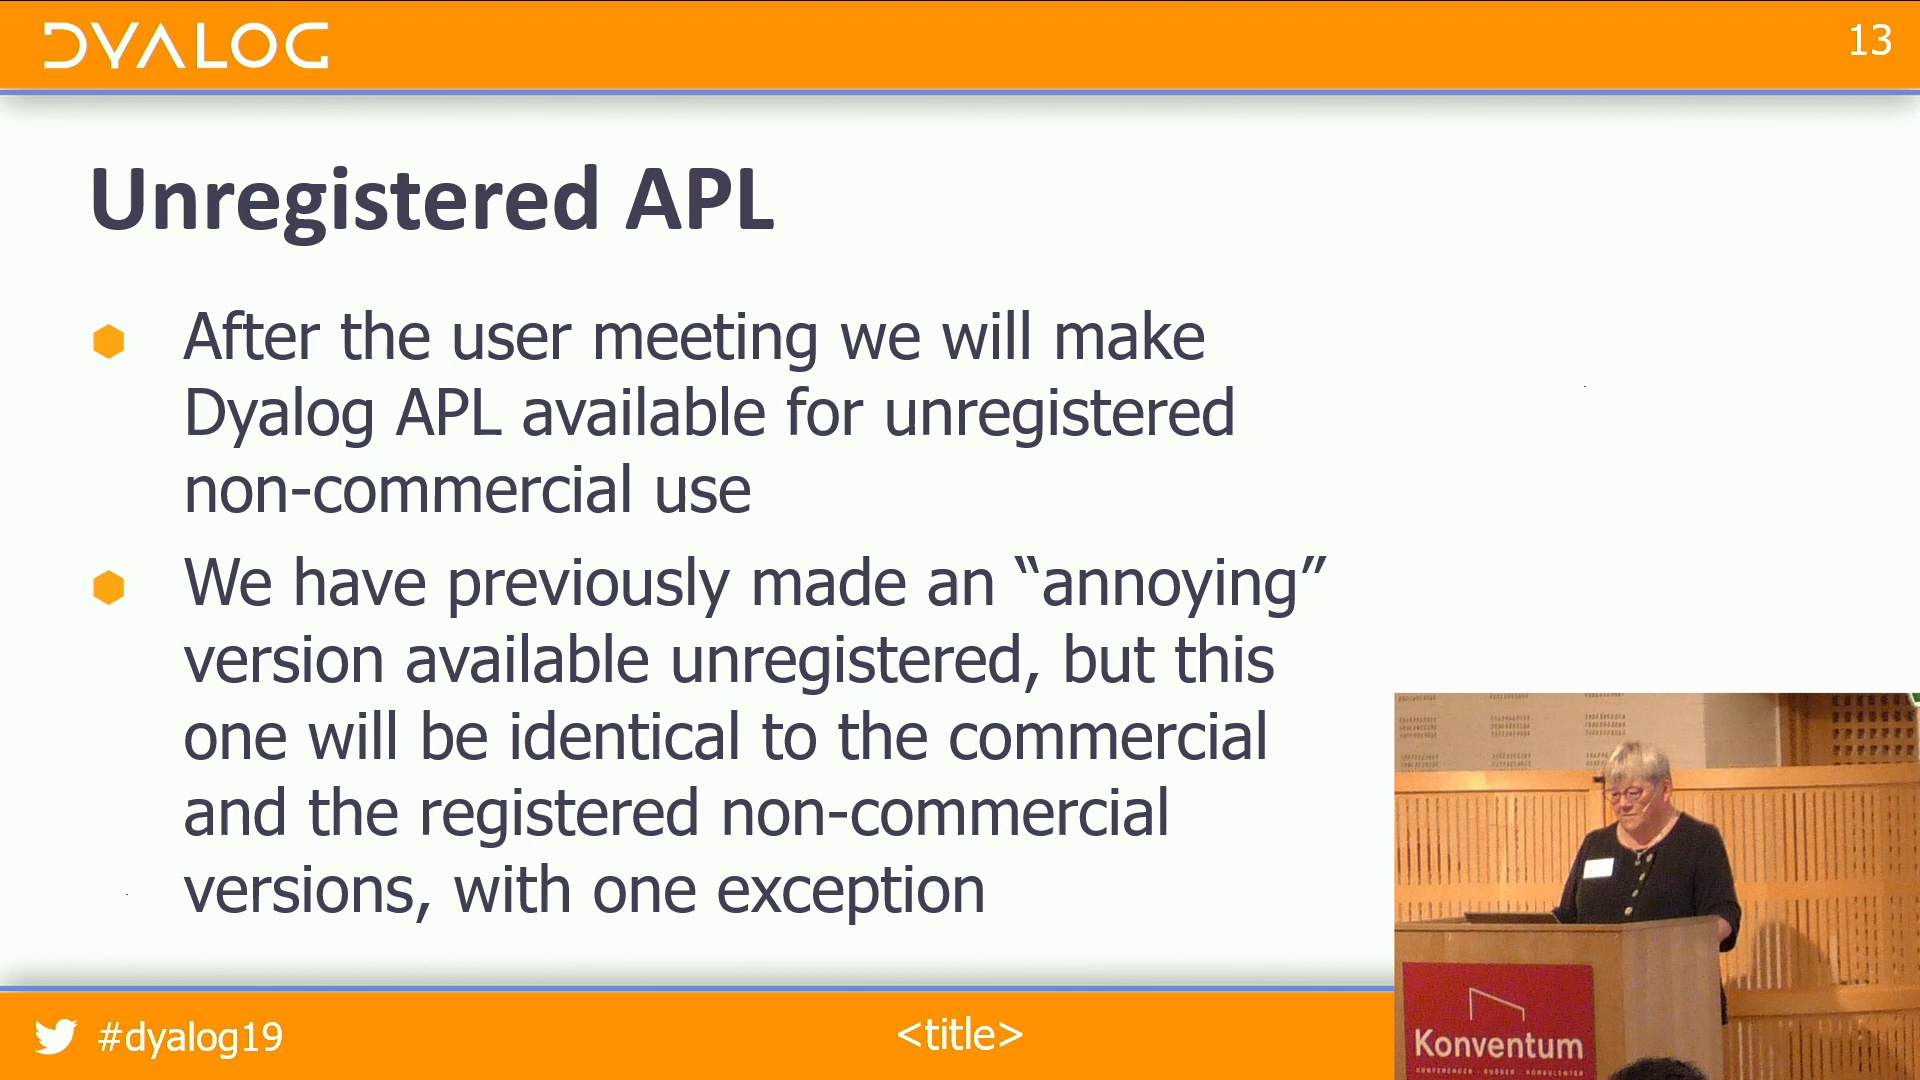 DYALOG
13
Unregistered APL
After the user meeting we will make
Dyalog APL available for unregistered
non-commercial use
We have previously made an “annoying”
version available unregistered, but this
one will be identical to the commercial
and the registered non-commercial
versions, with one exception
#dyalog19
<title>
Konventum